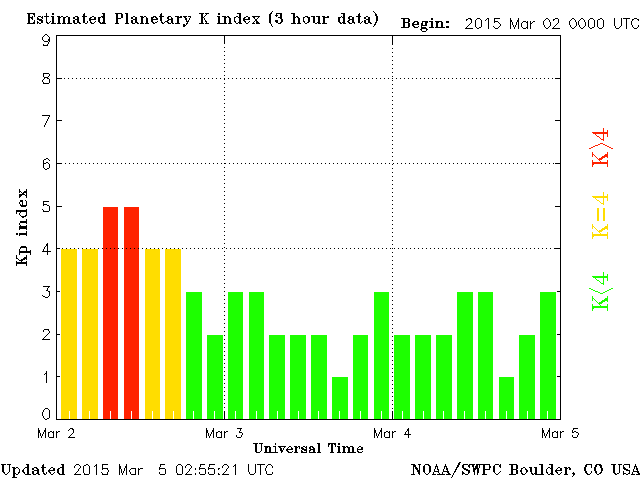 Estimated Planetary K index (3 hour data) Begin: 2015 Mar 02 0000 UTC
9
8
7
6
5
4
3
2
1
0
Kp index
K>4
K=4
K<4
Mar 2 Mar 3 Mar 4 Mar 5
Universal Time
Updated 2015 Mar 5 02:55:21 UTC NOAA/SWPC Boulder, CO USA